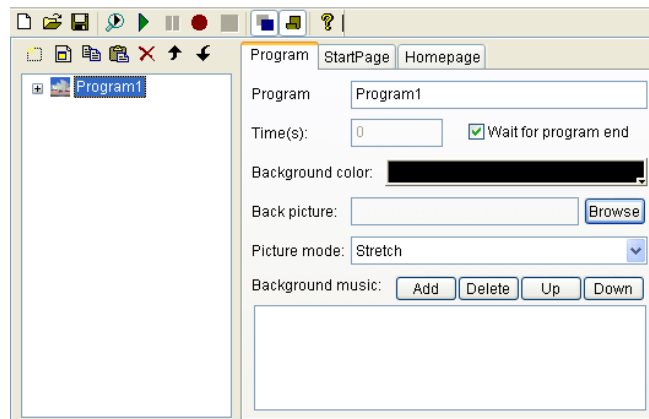 Program1
Program StartPage Homepage
Program Program1
Time(s): 0 Wait for program end
Background color:
Back picture: Browse
Picture mode: Stretch
Background music: Add Delete Up Down